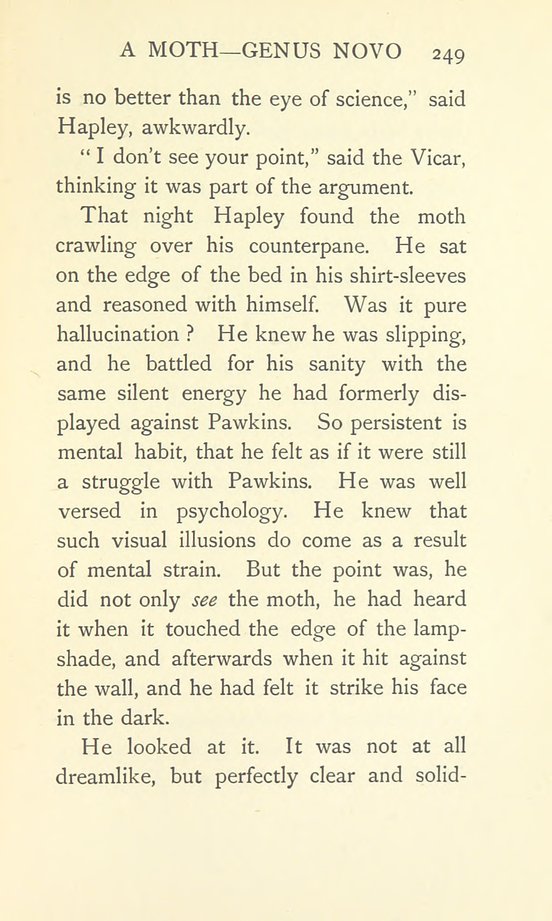 A MOTH—GENUS NOVO 249
is no better than the eye of science,” said
Hapley, awkwardly.
“ I don’t see your point,” said the Vicar,
thinking it was part of the argument.
That night Hapley found the moth
crawling over his counterpane. He sat
on the edge of the bed in his shirt-sleeves
and reasoned with himself. Was it pure
hallucination ? He knew he was slipping,
and he battled for his sanity with the
same silent energy he had formerly dis-
played against Pawkins. So persistent is
mental habit, that he felt as if it were still
a struggle with Pawkins. He was well
versed in psychology. He knew that
such visual illusions do come as a result
of mental strain. But the point was, he
did not only see the moth, he had heard
it when it touched the edge of the lamp-
shade, and afterwards when it hit against
the wall, and he had felt it strike his face
in the dark.
He looked at it. It was not at all
dreamlike, but perfectly clear and solid-